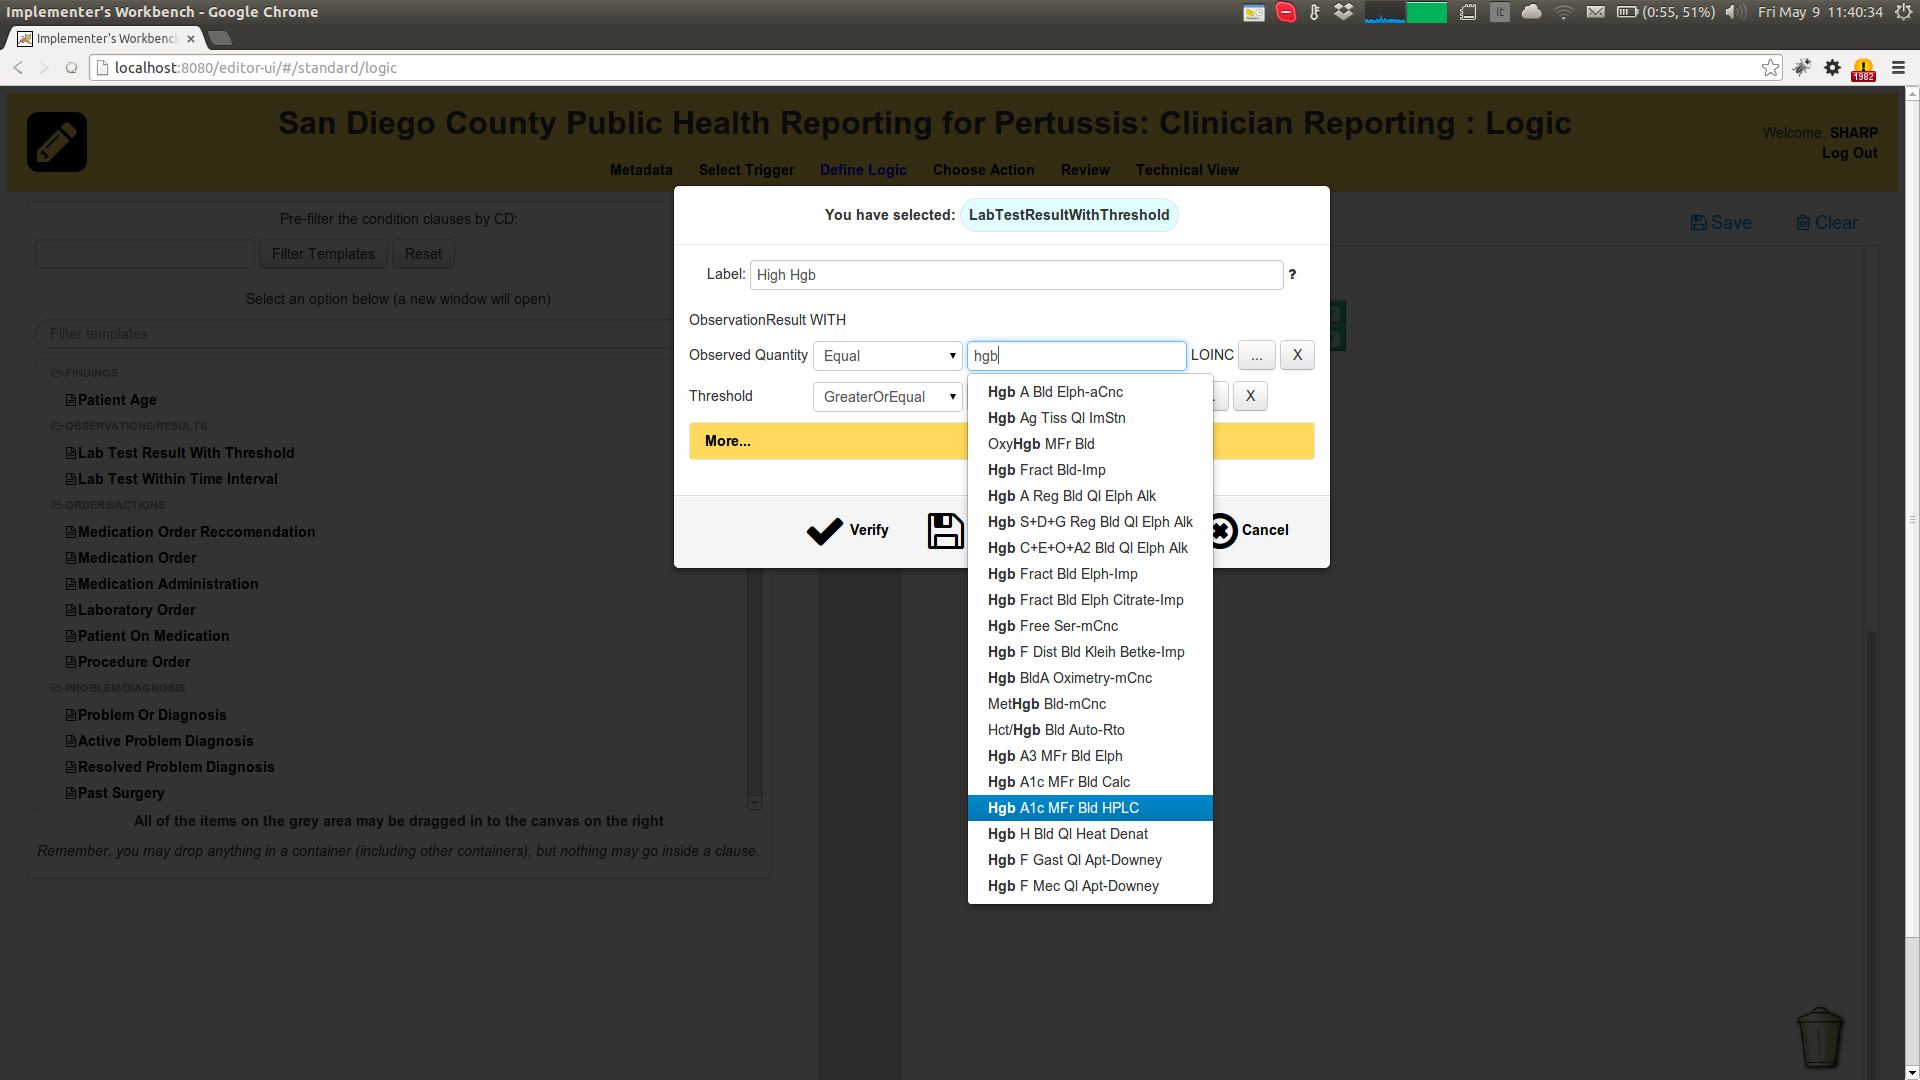 Implementer's Workbench - Google Chrome
(0:55, 51%) Fri May 9 11:40:34
Implementer's Workbenc
localhost:8080/editor-ui/#/standard/logic
1982
San Diego County Public Health Reporting for Pertussis: Clinician Reporting : Logic
Welcome, SHARP
Log Out
Metadata Select Trigger Define Logic Choose Action Review Technical View
Pre-filter the condition clauses by CD:
Filter Templates Reset
Select an option below (a new window will open)
Filter templates
FINDINGS
Patient Age
OBSERVATIONS/RESULTS
Lab Test Result With Threshold
Lab Test Within Time Interval
ORDERS/ACTIONS
Medication Order Reccomendation
Medication Order
Medication Administration
Laboratory Order
Patient On Medication
Procedure Order
PROBLEM/DIAGNOSIS
Problem Or Diagnosis
Active Problem Diagnosis
Resolved Problem Diagnosis
Past Surgery
All of the items on the grey area may be dragged in to the canvas on the right
Remember, you may drop anything in a container (including other containers), but nothing may go inside a clause.
Save Clear
You have selected: LabTestResultWithThreshold
Label: High Hgb ?
ObservationResult WITH
Observed Quantity Equal hgb LOINC ... X
Threshold GreaterOrEqual X
More...
Verify Cancel
Hgb A Bld Elph-aCnc
Hgb Ag Tiss Ql ImStn
OxyHgb MFr Bld
Hgb Fract Bld-Imp
Hgb A Reg Bld Ql Elph Alk
Hgb S+D+G Reg Bld Ql Elph Alk
Hgb C+E+O+A2 Bld Ql Elph Alk
Hgb Fract Bld Elph-Imp
Hgb Fract Bld Elph Citrate-Imp
Hgb Free Ser-mCnc
Hgb F Dist Bld Kleih Betke-Imp
Hgb BldA Oximetry-mCnc
MetHgb Bld-mCnc
Hct/Hgb Bld Auto-Rto
Hgb A3 MFr Bld Elph
Hgb A1c MFr Bld Calc
Hgb A1c MFr Bld HPLC
Hgb H Bld Ql Heat Denat
Hgb F Gast Ql Apt-Downey
Hgb F Mec Ql Apt-Downey